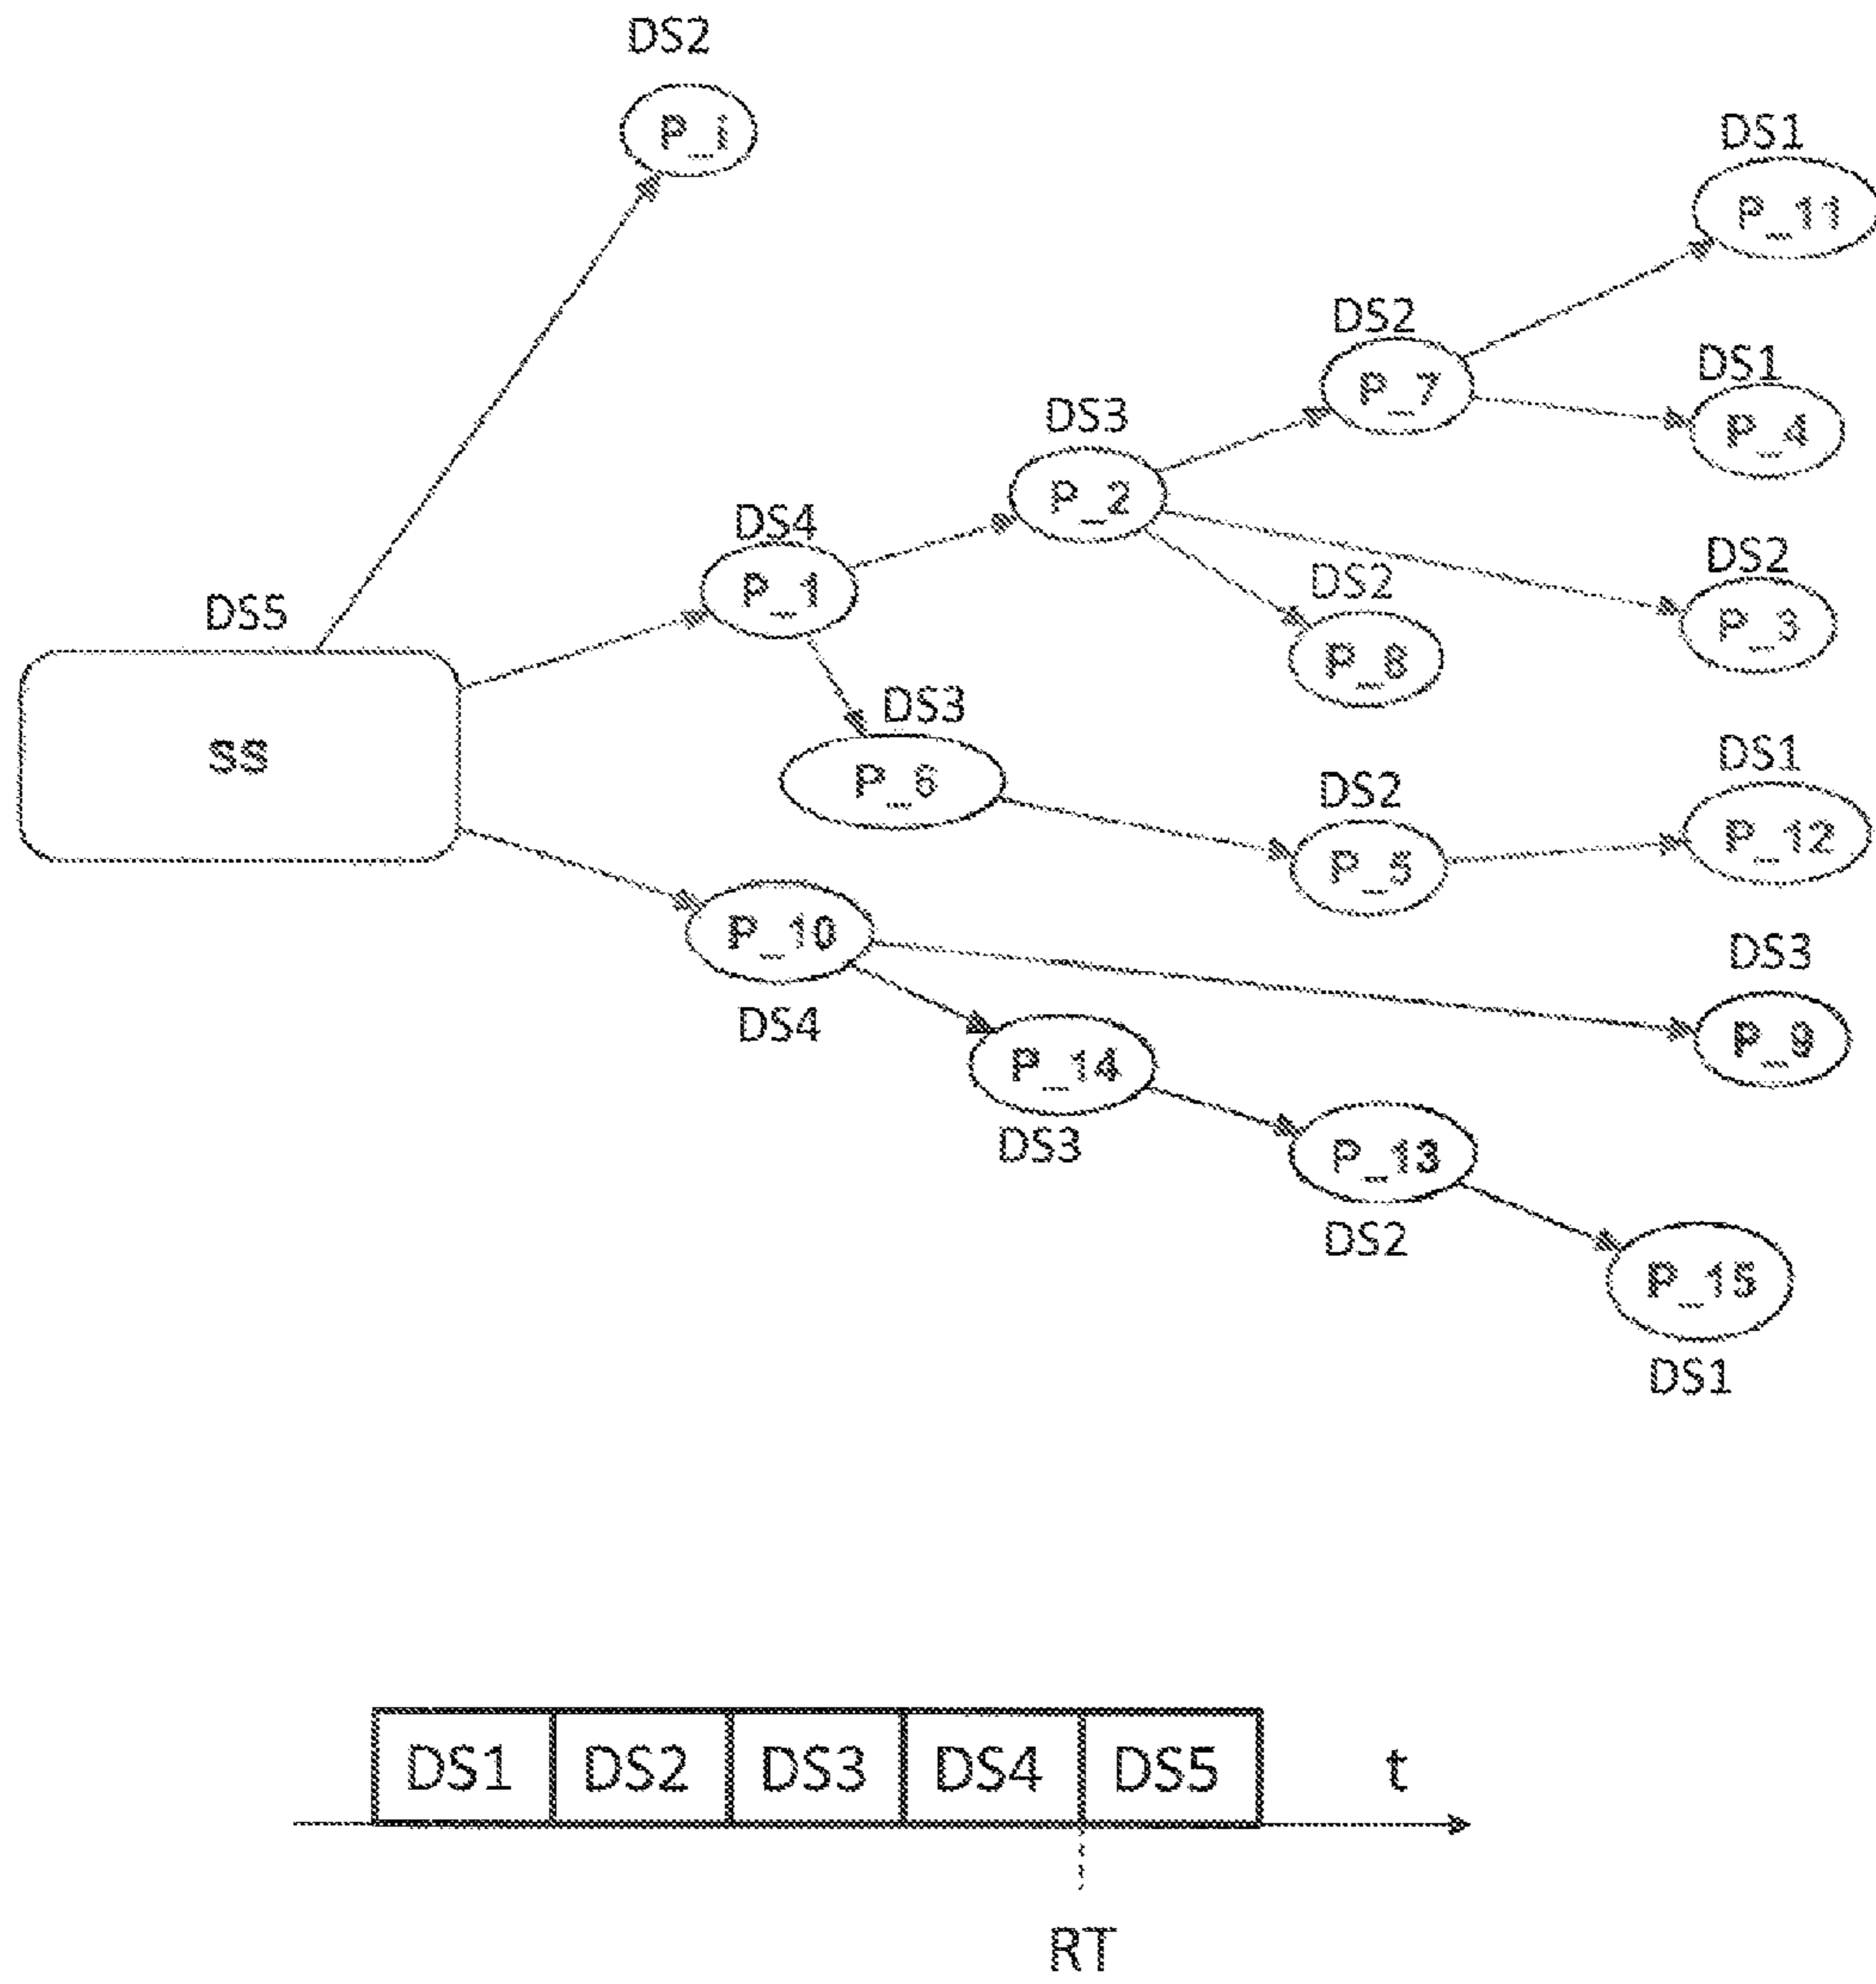 DS2
P_i
DS1
P_11
DS2
P_7
DS1
P_4
DS3
P_2
DS4
P_1
DS2
P_3
DS2
P_8
DS5
SS
DS3
P_6
DS2
P_5
DS1
P_12
P_10
DS4
DS3
P_9
P_14
DS3
P_13
DS2
P_15
DS1
DS1 DS2 DS3 DS4 DS5 t
RT